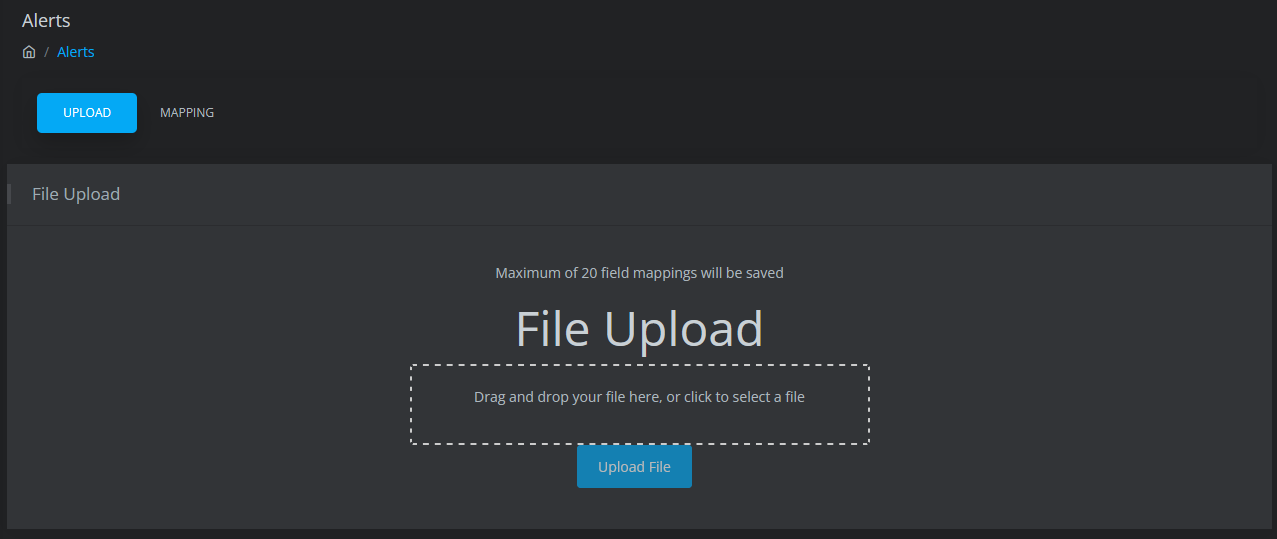 Alerts
/ Alerts
UPLOAD MAPPING
File Upload
Maximum of 20 field mappings will be saved
File Upload
Drag and drop your file here, or click to select a file
Upload File